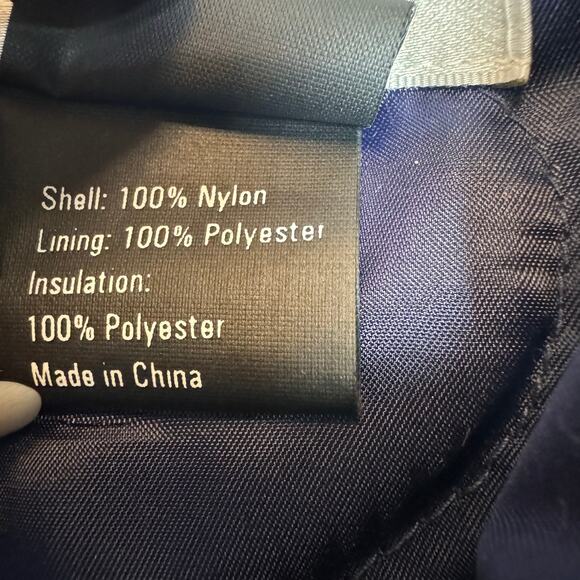 Shell: 100% Nylon
Lining: 100% Polyester
Insulation:
100% Polyester
Made in China